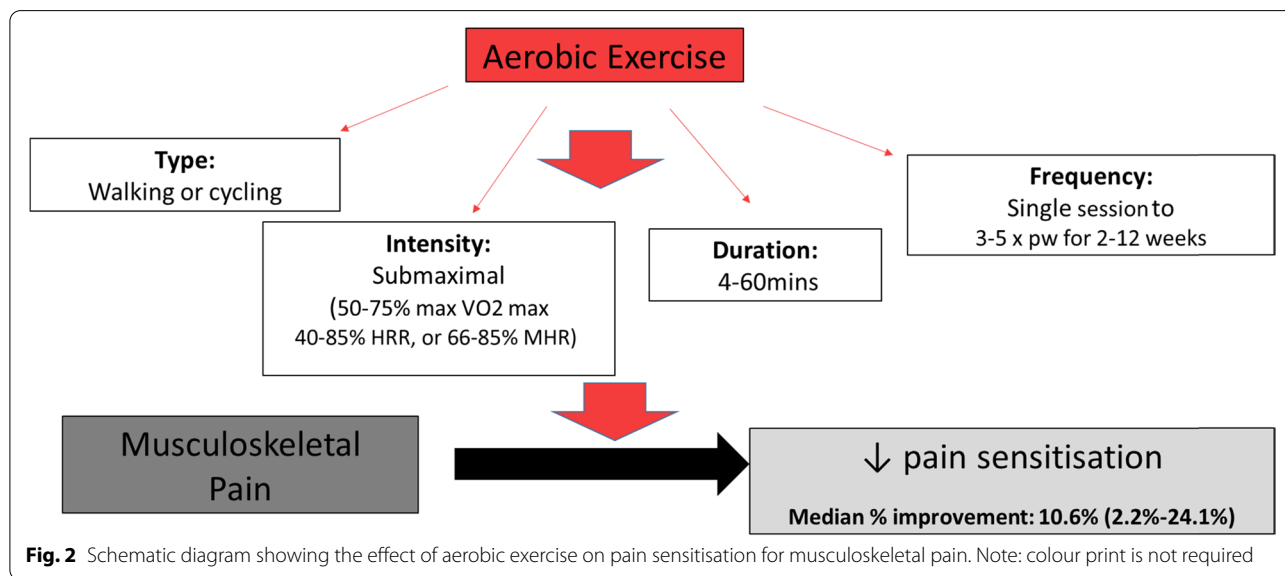 Aerobic Exercise
Type:
Walking or cycling
Intensity:
Submaximal
(50-75% max VO2 max
40-85% HRR, or 66-85% MHR)
Duration:
4-60mins
Frequency:
Single session to
3-5 x pw for 2-12 weeks
Musculoskeletal
Pain
↓ pain sensitisation
Median % improvement: 10.6% (2.2%-24.1%)
Fig. 2 Schematic diagram showing the effect of aerobic exercise on pain sensitisation for musculoskeletal pain. Note: colour print is not required